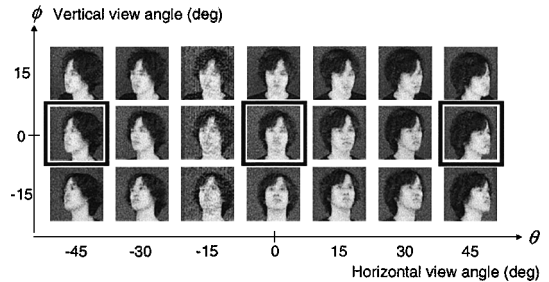 ϕ Vertical view angle (deg)
15
0
-15
θ
-45 -30 -15 0 15 30 45
Horizontal view angle (deg)